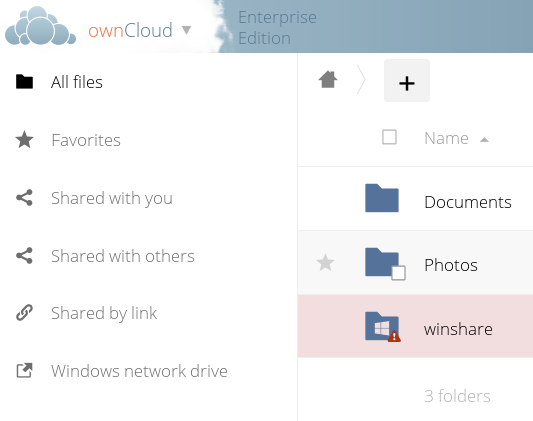 ownCloud
Enterprise
Edition
All files
Favorites
Shared with you
Shared with others
Shared by link
Windows network drive
Name
Documents
Photos
winshare
3 folders